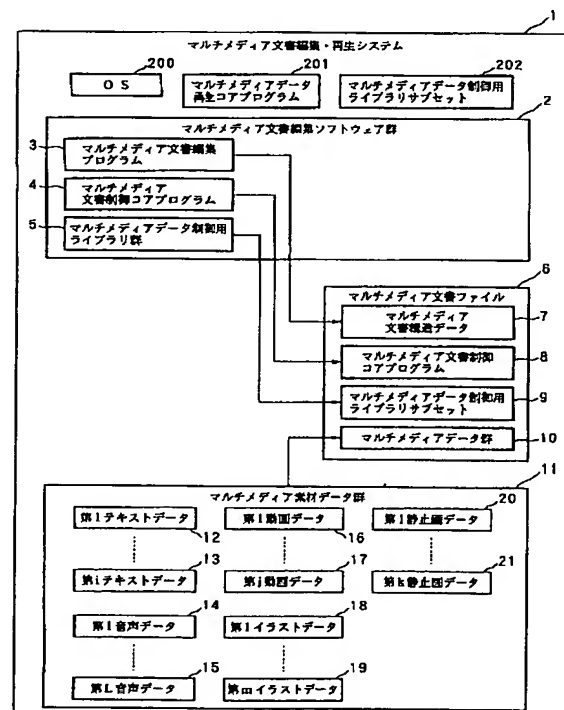 1
マルチメディア文書編集・再生システム
200
201
202
OS
マルチメディアデータ
再生コアプログラム
マルチメディアデータ制御用
ライブラリサブセット
2
マルチメディア文書編集ソフトウェア群
3
マルチメディア文書編集
プログラム
4
マルチメディア
文書制御コアプログラム
5
マルチメディアデータ制御用
ライブラリ群
6
マルチメディア文書ファイル
マルチメディア
文書構造データ
7
マルチメディア文書制御
コアプログラム
8
マルチメディアデータ制御用
ライブラリサブセット
9
マルチメディアデータ群
10
11
マルチメディア素材データ群
20
第1テキストデータ
第1動画データ
第1静止画データ
12
16
13
17
21
第iテキストデータ
第j動画データ
第k静止画データ
14
18
第1音声データ
第1イラストデータ
15
19
第L音声データ
第mイラストデータ